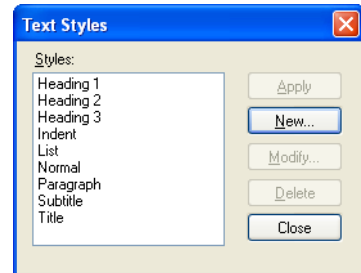 Text Styles
Styles:
Heading 1
Heading 2
Heading 3
Indent
List
Normal
Paragraph
Subtitle
Title
Apply
New...
Modify...
Delete
Close